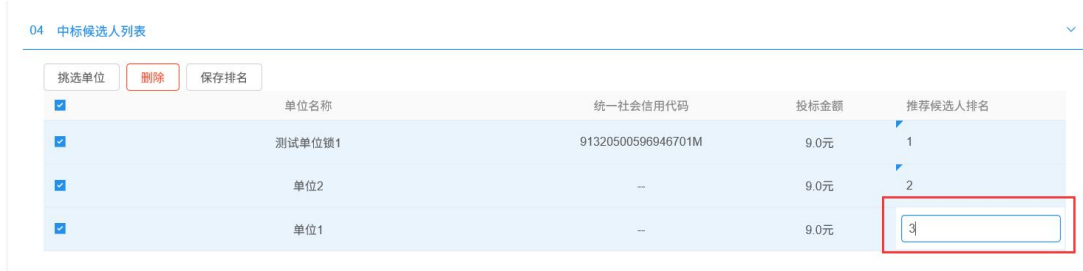 04 中标候选人列表
挑选单位 删除 保存排名
单位名称 统一社会信用代码 投标金额 推荐候选人排名
测试单位锁1 91320500596946701M 9.0元 1
单位2 -- 9.0元 2
单位1 -- 9.0元 3